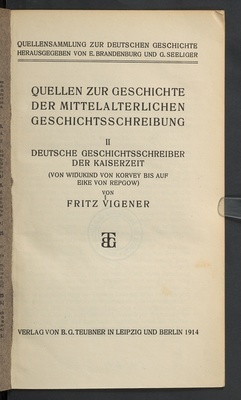 QUELLENSAMMLUNG ZUR DEUTSCHEN GESCHICHTE
HERAUSGEGEBEN VON E. BRANDENBURG UND G. SEELIGER
QUELLEN ZUR GESCHICHTE
DER MITTELALTERLICHEN
GESCHICHTSSCHREIBUNG
II
DEUTSCHE GESCHICHTSSCHREIBER
DER KAISERZEIT
(VON WIDUKIND VON KORVEY BIS AUF
EIKE VON REPGOW)
VON
FRITZ VIGENER
VERLAG VON B. G. TEUBNER IN LEIPZIG UND BERLIN 1914